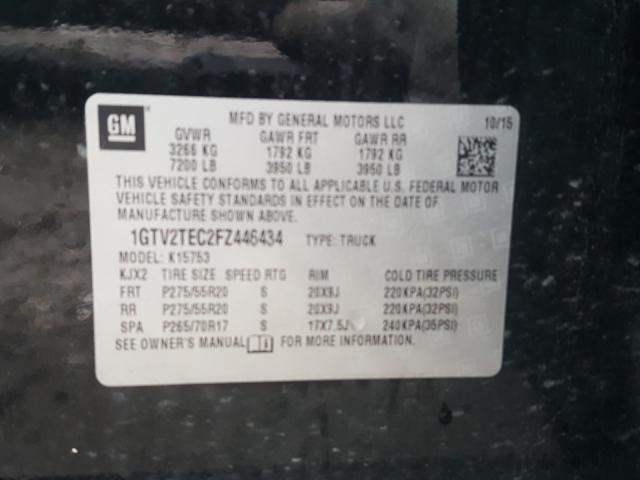 GM MFD BY GENERAL MOTORS LLC 10/15
GVWR GAWR FRT GAWR RR
3266 KG 1792 KG 1792 KG
7200 LB 3950 LB 3950 LB
THIS VEHICLE CONFORMS TO ALL APPLICABLE U.S. FEDERAL MOTOR
VEHICLE SAFETY STANDARDS IN EFFECT ON THE DATE OF
MANUFACTURE SHOWN ABOVE.
1GTV2TEC2FZ446434 TYPE: TRUCK
MODEL: K15753
KJX2 TIRE SIZE SPEED RTG RIM COLD TIRE PRESSURE
FRT P275/55R20 S 20X9J 220KPA(32PSI)
RR P275/55R20 S 20X9J 220KPA(32PSI)
SPA P265/70R17 S 17X7.5J 240KPA(35PSI)
SEE OWNER'S MANUAL FOR MORE INFORMATION.